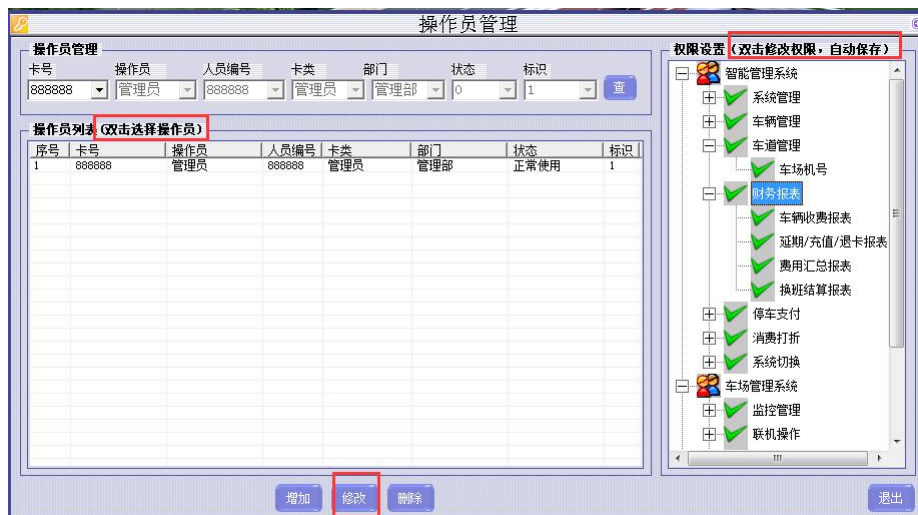 操作员管理
操作员管理
卡号 操作员 人员编号 卡类 部门 状态 标识
888888 管理员 888888 管理员 管理部 0 1 查
操作员列表(双击选择操作员)
序号 卡号 操作员 人员编号 卡类 部门 状态 标识
1 888888 管理员 888888 管理员 管理部 正常使用 1
增加 修改 删除
权限设置(双击修改权限,自动保存)
智能管理系统
系统管理
车辆管理
车道管理
车场机号
财务报表
车辆收费报表
延期/充值/退卡报表
费用汇总报表
换班结算报表
停车支付
消费打折
系统切换
车场管理系统
监控管理
联机操作
退出